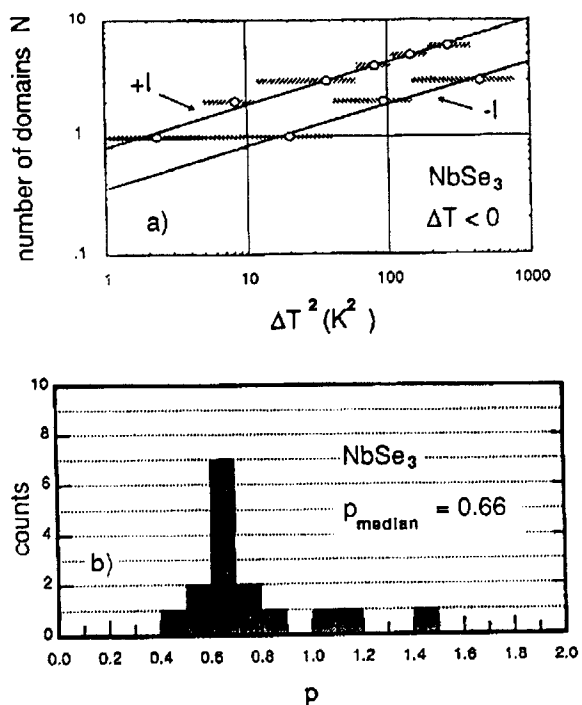 number of domains N
10
1
.1
+I
-I
a)
NbSe3
ΔT < 0
1 10 100 1000
ΔT 2 (K2)
counts
10
8
6
4
2
0
NbSe3
p median = 0.66
b)
0.0 0.2 0.4 0.6 0.8 1.0 1.2 1.4 1.6 1.8 2.0
p